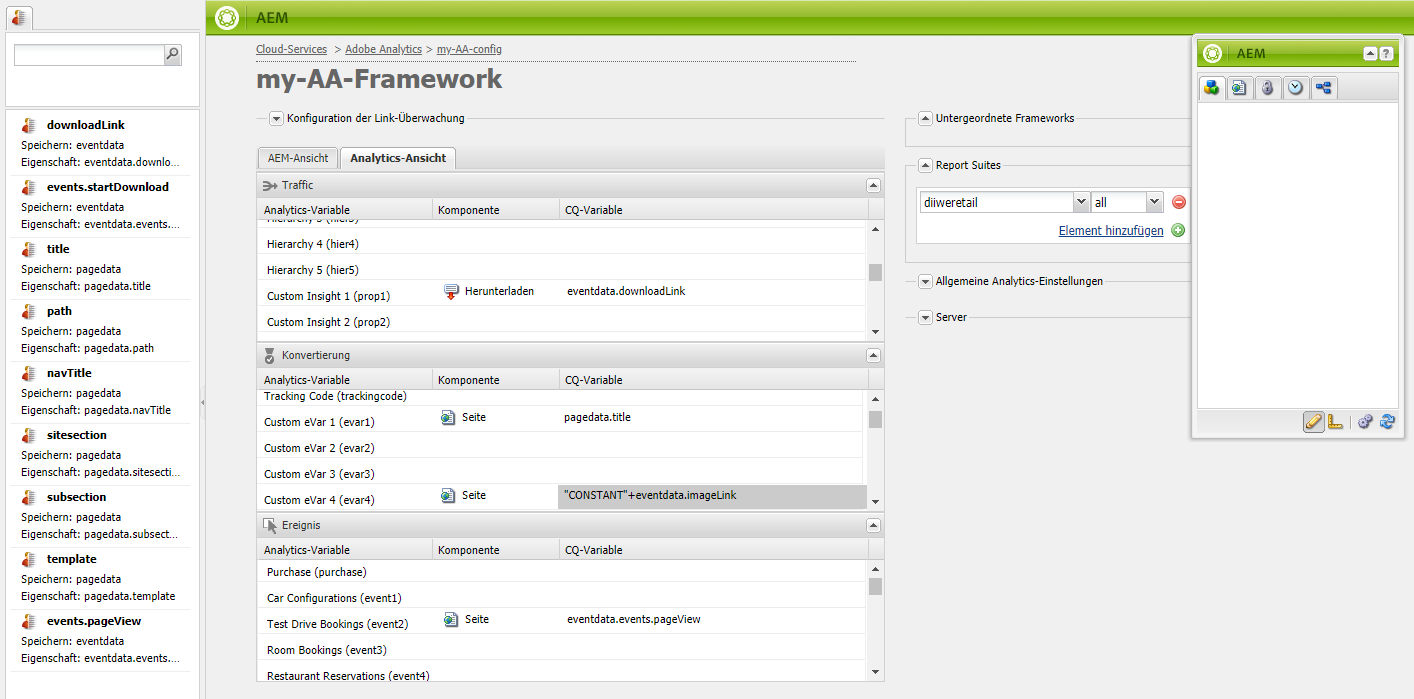 AEM
downloadLink
Speichern: eventdata
Eigenschaft: eventdata.downlo...
events.startDownload
Speichern: eventdata
Eigenschaft: eventdata.events....
title
Speichern: pagedata
Eigenschaft: pagedata.title
path
Speichern: pagedata
Eigenschaft: pagedata.path
navTitle
Speichern: pagedata
Eigenschaft: pagedata.navTitle
sitesection
Speichern: pagedata
Eigenschaft: pagedata.sitesecti...
subsection
Speichern: pagedata
Eigenschaft: pagedata.subsect...
template
Speichern: pagedata
Eigenschaft: pagedata.template
events.pageView
Speichern: eventdata
Eigenschaft: eventdata.events....
Cloud-Services > Adobe Analytics > my-AA-config
my-AA-Framework
Konfiguration der Link-Überwachung
AEM-Ansicht Analytics-Ansicht
Traffic
Analytics-Variable Komponente CQ-Variable
Hierarchy 3 (hier3)
Hierarchy 4 (hier4)
Hierarchy 5 (hier5)
Custom Insight 1 (prop1) Herunterladen eventdata.downloadLink
Custom Insight 2 (prop2)
Konvertierung
Analytics-Variable Komponente CQ-Variable
Tracking Code (trackingcode)
Custom eVar 1 (evar1) Seite pagedata.title
Custom eVar 2 (evar2)
Custom eVar 3 (evar3)
Custom eVar 4 (evar4) Seite "CONSTANT"+eventdata.imageLink
Ereignis
Analytics-Variable Komponente CQ-Variable
Purchase (purchase)
Car Configurations (event1)
Test Drive Bookings (event2) Seite eventdata.events.pageView
Room Bookings (event3)
Restaurant Reservations (event4)
Untergeordnete Frameworks
Report Suites
diiweretail all
Element hinzufügen
Allgemeine Analytics-Einstellungen
Server
AEM ?